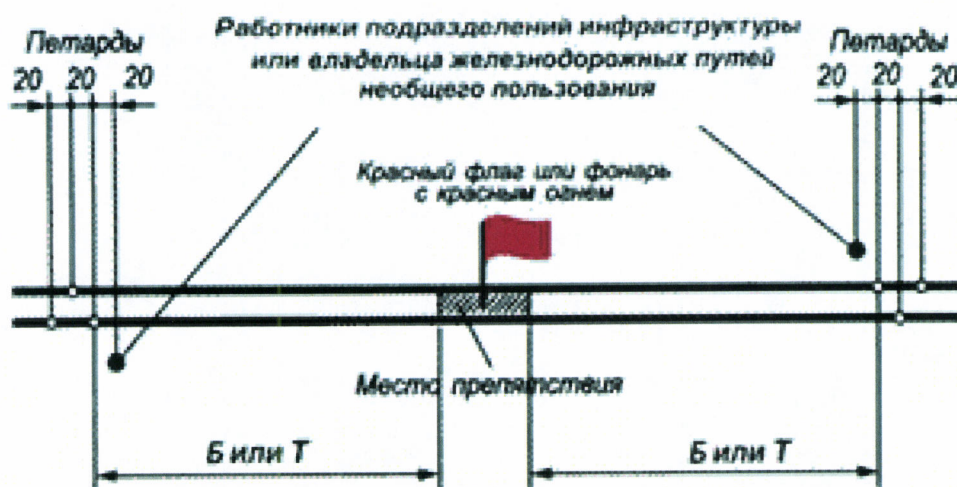 Петарды
20 20 20
Работники подразделений инфраструктуры
или владельца железнодорожных путей
необщего пользования
Петарды
20 20 20
Красный флаг или фонарь
с красным огнем
Место препятствия
Б или Т
Б или Т